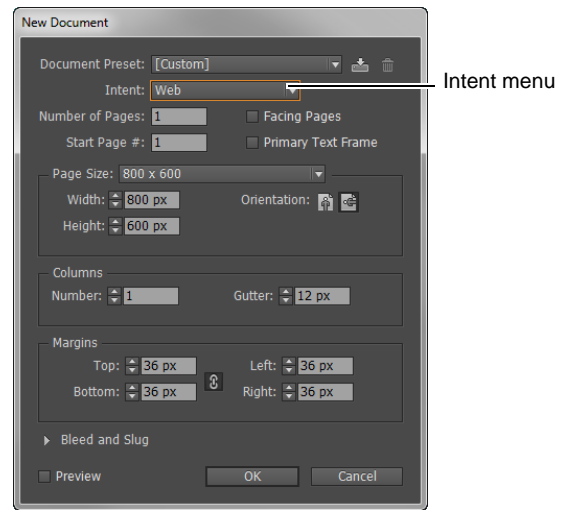 New Document
Document Preset: [Custom]
Intent: Web
Intent menu
Number of Pages: 1 Facing Pages
Start Page #: 1 Primary Text Frame
Page Size: 800 x 600
Width: 800 px Orientation:
Height: 600 px
Columns
Number: 1 Gutter: 12 px
Margins
Top: 36 px Left: 36 px
Bottom: 36 px Right: 36 px
Bleed and Slug
Preview OK Cancel